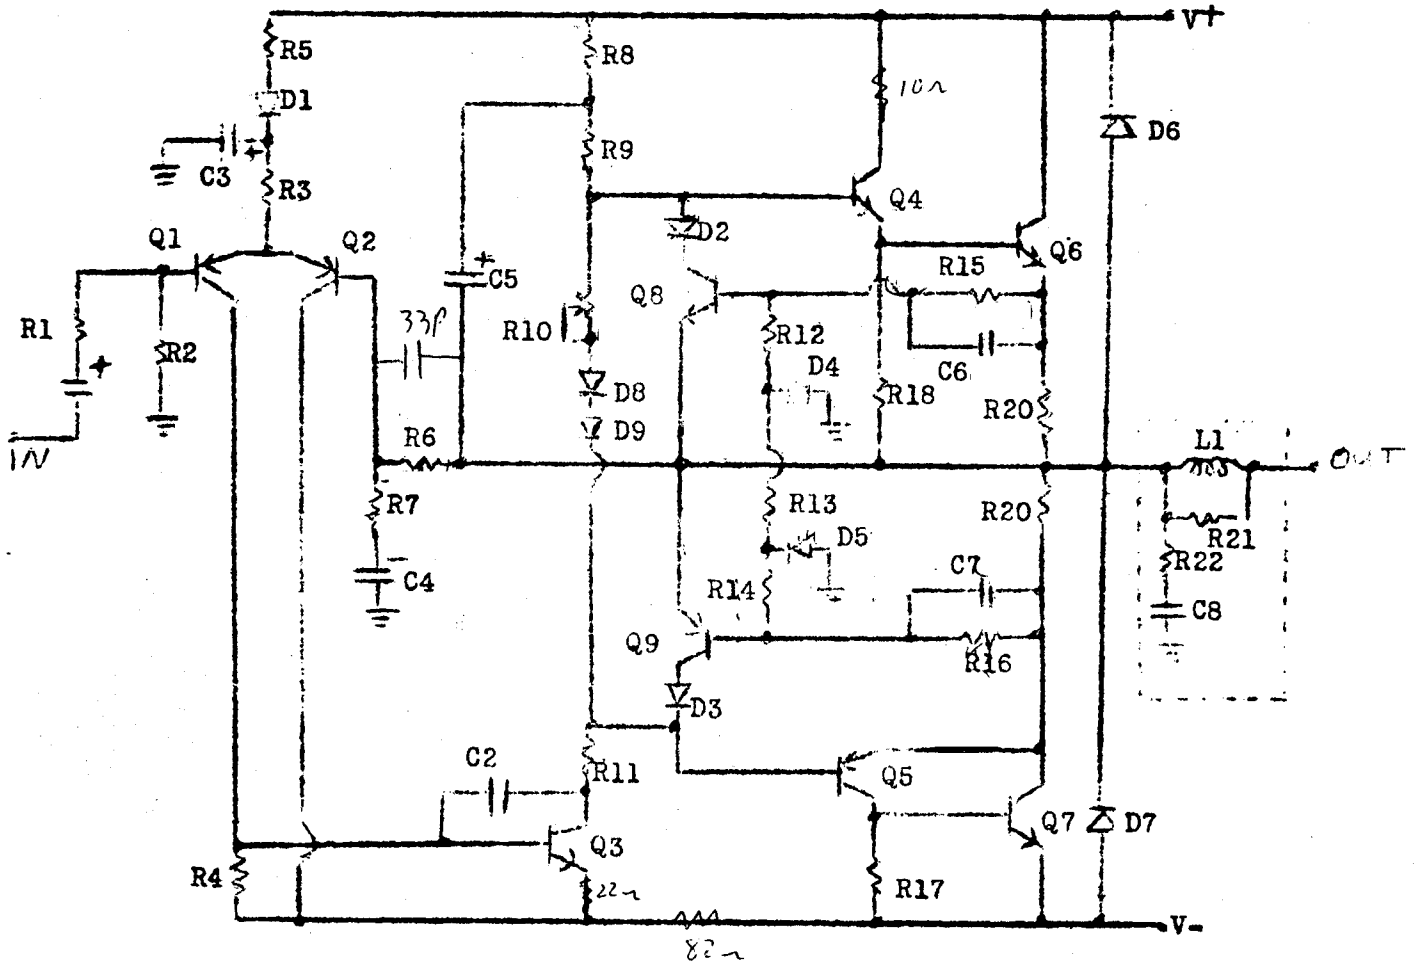 V+
R5
R8
10Ω
D1
D6
R9
C3
R3
Q4
Q1
Q2
D2
Q6
R15
C5
Q8
R1
33P
R10
R12
R2
C6
D4
D8
R18
R20
D9
R6
L1
OUT
IN
R7
R13
R20
R21
D5
R22
C4
C7
R14
C8
Q9
R16
D3
C2
R11
Q5
Q7
D7
Q3
R4
22Ω
R17
V-
82Ω